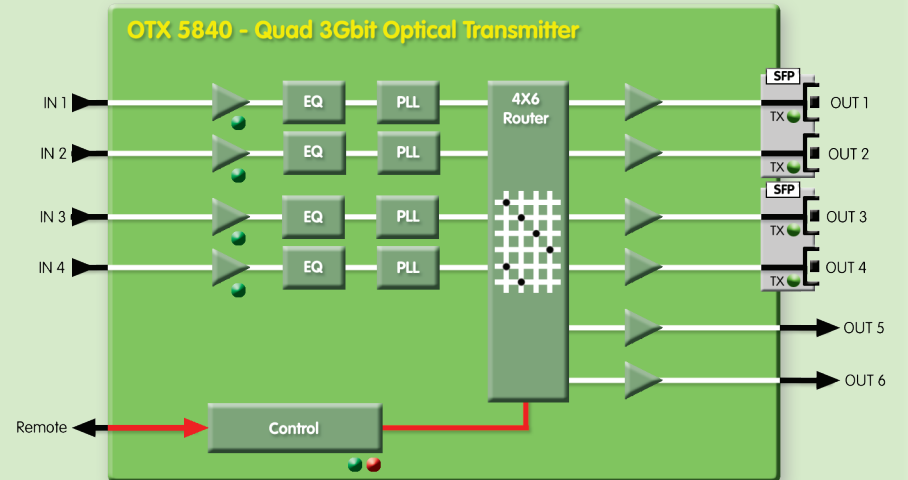 OTX 5840 - Quad 3Gbit Optical Transmitter
SFP
IN 1
EQ
PLL
4X6
Router
OUT 1
TX
IN 2
EQ
PLL
OUT 2
TX
SFP
IN 3
EQ
PLL
OUT 3
TX
IN 4
EQ
PLL
OUT 4
TX
OUT 5
OUT 6
Remote
Control